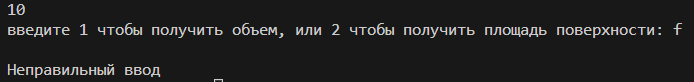 10
введите 1 чтобы получить объем, или 2 чтобы получить площадь поверхности: f
Неправильный ввод